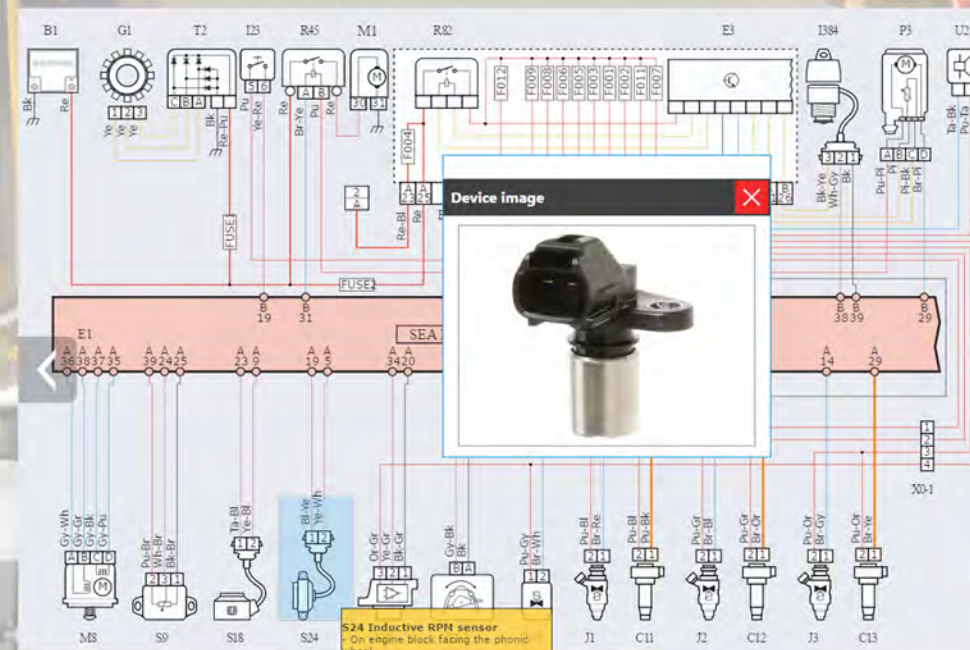 B1 G1 T2 I23 R45 M1 R82 E3 I384 P3 U2
F012 F009 F008 F006 F005 F003 F001 F002 F011 F007
C B A 5 6 A B 30 31
1 2 3
Bk Re Ye Ye Ye Bk Re-Pu Pu Ye-Re Re Br-Ye Pu Re
F004
3 2 1 A B C D
Bk-Ye Wh-Gy Bk Pu-Pi Pi Pi-Bk Br-Pi Ta-Bk Pu-Ta
2 A
A 23 A 25 B 26
Re-Bl Re
Device image
FUSE
FUSE2
B 19 B 31 B 38 B 39 B 29
E1
SEA
A 36 A 38 A 37 A 35 A 39 A 24 A 25 A 23 A 9 A 19 A 5 A 34 A 20 A 14 A 29
1
2
3
4
X0-1
Gy-Wh Gy-Gr Gy-Bk Gy-Pu Pu-Br Wh-Br Bk-Br Ta-Bl Ye-Bl Bl-Ye Ye-Wh Or-Gr Ye-Gr Bk-Gr Gy-Bk Bk Pu-Gy Br-Wh Pu-Bl Br-Re Pu-Bl Pu-Bk Pu-Gr Br-Bl Pu-Gr Br-Or Pu-Or Br-Gy Pu-Or Br-Ye
A B C D 2 3 1 1 2 1 2 3 2 1 B A 1 2 2 1 2 1 2 1 2 1 2 1 2 1
M M M
M8 S9 S18 S24 J1 C11 J2 C12 J3 C13
S24 Inductive RPM sensor
- On engine block facing the phonic